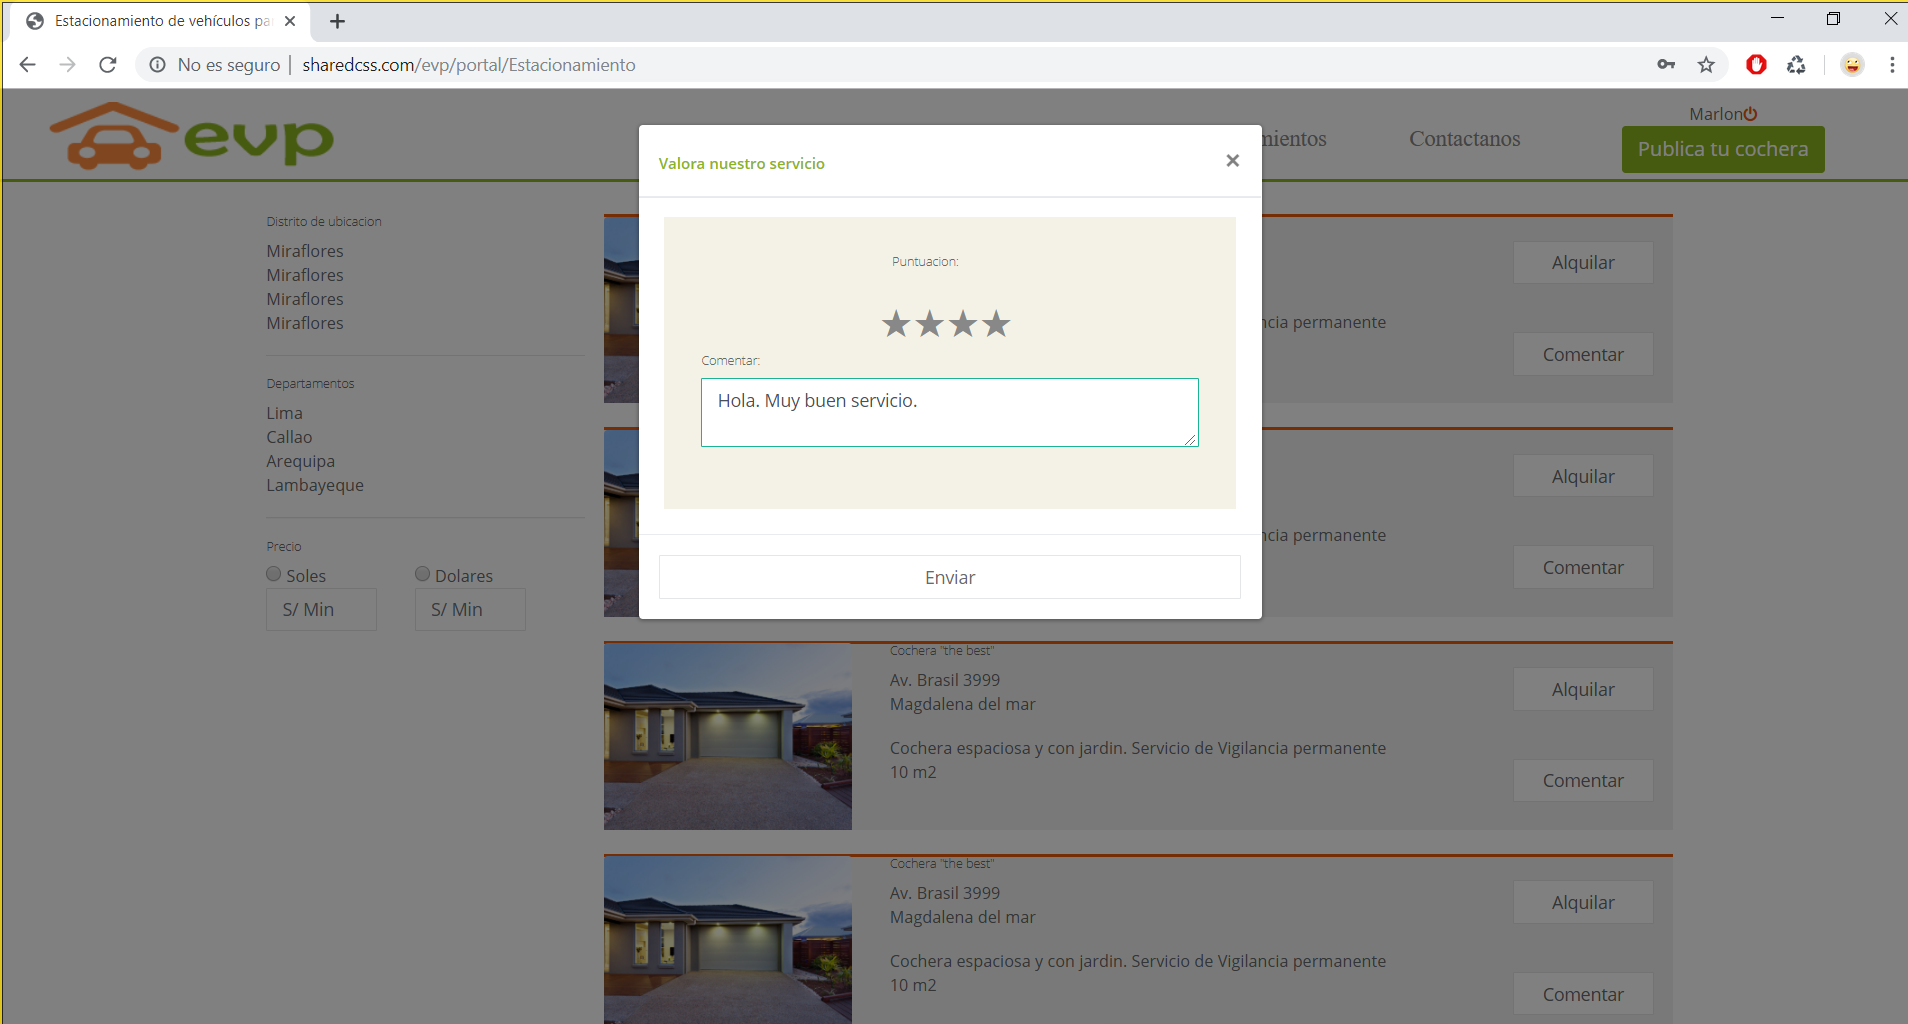 Estacionamiento de vehículos pa
No es seguro | sharedcss.com/evp/portal/Estacionamiento
evp
mientos
Contactanos
Marlon
Publica tu cochera
Valora nuestro servicio
×
Puntuacion:
★★★★
Comentar:
Hola. Muy buen servicio.
Enviar
Distrito de ubicacion
Miraflores
Miraflores
Miraflores
Miraflores
Departamentos
Lima
Callao
Arequipa
Lambayeque
Precio
Soles
Dolares
S/ Min
S/ Min
Alquilar
ncia permanente
Comentar
Alquilar
ncia permanente
Comentar
Cochera "the best"
Av. Brasil 3999
Magdalena del mar
Cochera espaciosa y con jardin. Servicio de Vigilancia permanente
10 m2
Alquilar
Comentar
Cochera "the best"
Av. Brasil 3999
Magdalena del mar
Cochera espaciosa y con jardin. Servicio de Vigilancia permanente
10 m2
Alquilar
Comentar